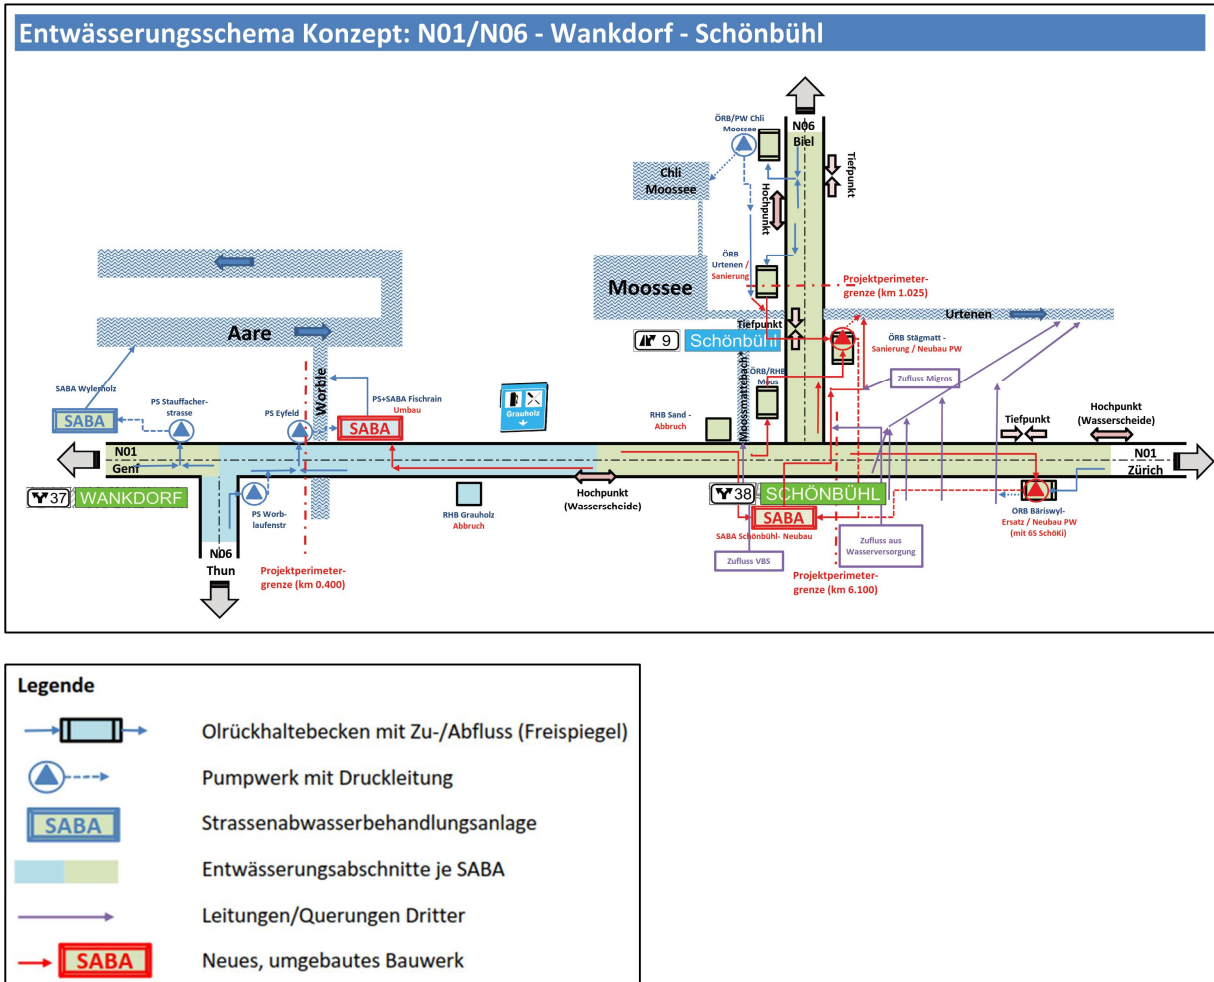 Entwässerungsschema Konzept: N01/N06 - Wankdorf - Schönbühl
ÖRB/PW Chli
Moossee
N06
Biel
Tiefpunkt
Chli
Moossee
Hochpunkt
ÖRB
Urtenen /
Sanierung
Moossee
Projektperimeter-
grenze (km 1.025)
Urtenen
Aare
Tiefpunkt
9
Schönbühl
ÖRB Stägmatt -
Sanierung / Neubau PW
SABA Wylerholz
SABA
PS Stauffacher-
strasse
PS Eyfeld
Worble
PS+SABA Fischrain
Umbau
SABA
Grauholz
ÖRB/RHB
Moos
Moossmattebach
Zufluss Migros
RHB Sand -
Abbruch
Tiefpunkt
Hochpunkt
(Wasserscheide)
N01
Genf
N01
Zürich
37
WANKDORF
PS Worb-
laufenstr
RHB Grauholz
Abbruch
Hochpunkt
(Wasserscheide)
38
SCHÖNBÜHL
SABA
SABA Schönbühl- Neubau
ÖRB Bäriswyl-
Ersatz / Neubau PW
(mit 6S SchöKi)
Zufluss VBS
Zufluss aus
Wasserversorgung
N06
Thun
Projektperimeter-
grenze (km 0.400)
Projektperimeter-
grenze (km 6.100)
Legende
Olrückhaltebecken mit Zu-/Abfluss (Freispiegel)
Pumpwerk mit Druckleitung
SABA
Strassenabwasserbehandlungsanlage
Entwässerungsabschnitte je SABA
Leitungen/Querungen Dritter
SABA
Neues, umgebautes Bauwerk